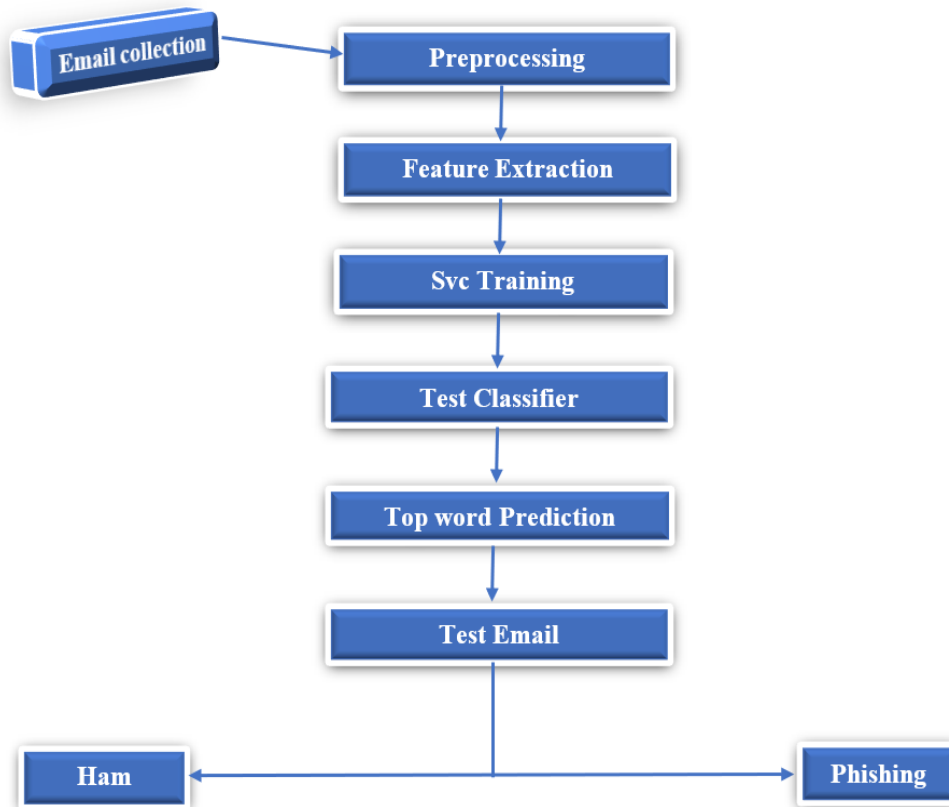 Email collection
Preprocessing
Feature Extraction
Svc Training
Test Classifier
Top word Prediction
Test Email
Ham
Phishing